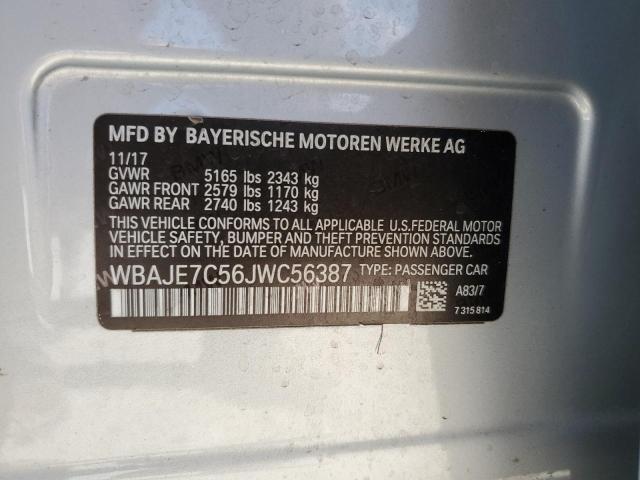 MFD BY BAYERISCHE MOTOREN WERKE AG
11/17
GVWR 5165 lbs 2343 kg
GAWR FRONT 2579 lbs 1170 kg
GAWR REAR 2740 lbs 1243 kg
THIS VEHICLE CONFORMS TO ALL APPLICABLE U.S.FEDERAL MOTOR
VEHICLE SAFETY, BUMPER, AND THEFT PREVENTION STANDARDS
IN EFFECT ON THE DATE OF MANUFACTURE SHOWN ABOVE.
WBAJE7C56JWC56387 TYPE: PASSENGER CAR
A83/7
7 315 814